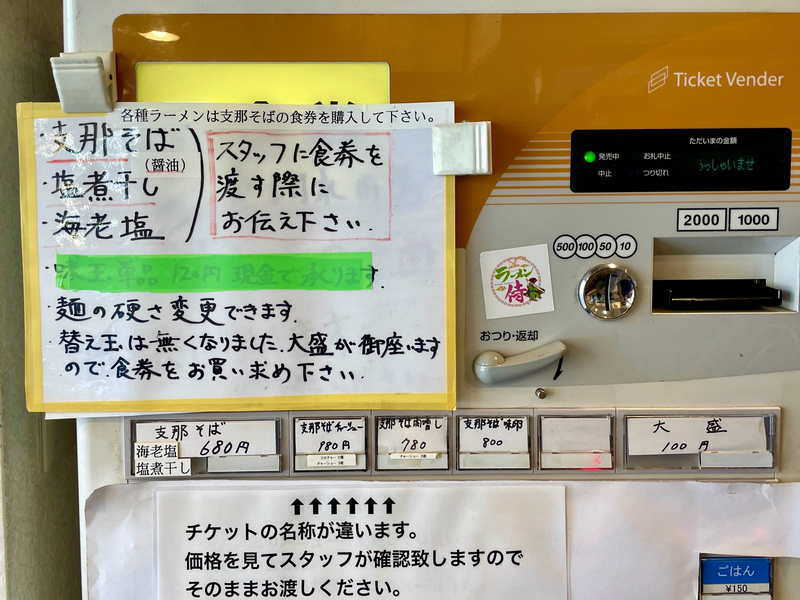 Ticket Vender
各種ラーメンは支那そばの食券を購入して下さい。
・支那そば
(醤油)
・塩煮干し
・海老塩
スタッフに食券を
渡す際に
お伝え下さい.
・味玉単品 120円 現金で承ります.
・麺の硬さ変更できます.
・替え玉は無くなりました.大盛が御座います
ので.食券をお買い求め下さい.
ただいまの金額
発売中 お札中止
中止 つり切れ
らっしゃいませ
2000 1000
500 100 50 10
ラーメン
侍
おつり・返却
支那そば
680円
海老塩
塩煮干し
支那そばチャーシュー
980円
支那そば肉増し
780
支那そば味卵
800
大盛
100円
チケットの名称が違います。
価格を見てスタッフが確認致しますので
そのままお渡しください。
ごはん
¥150